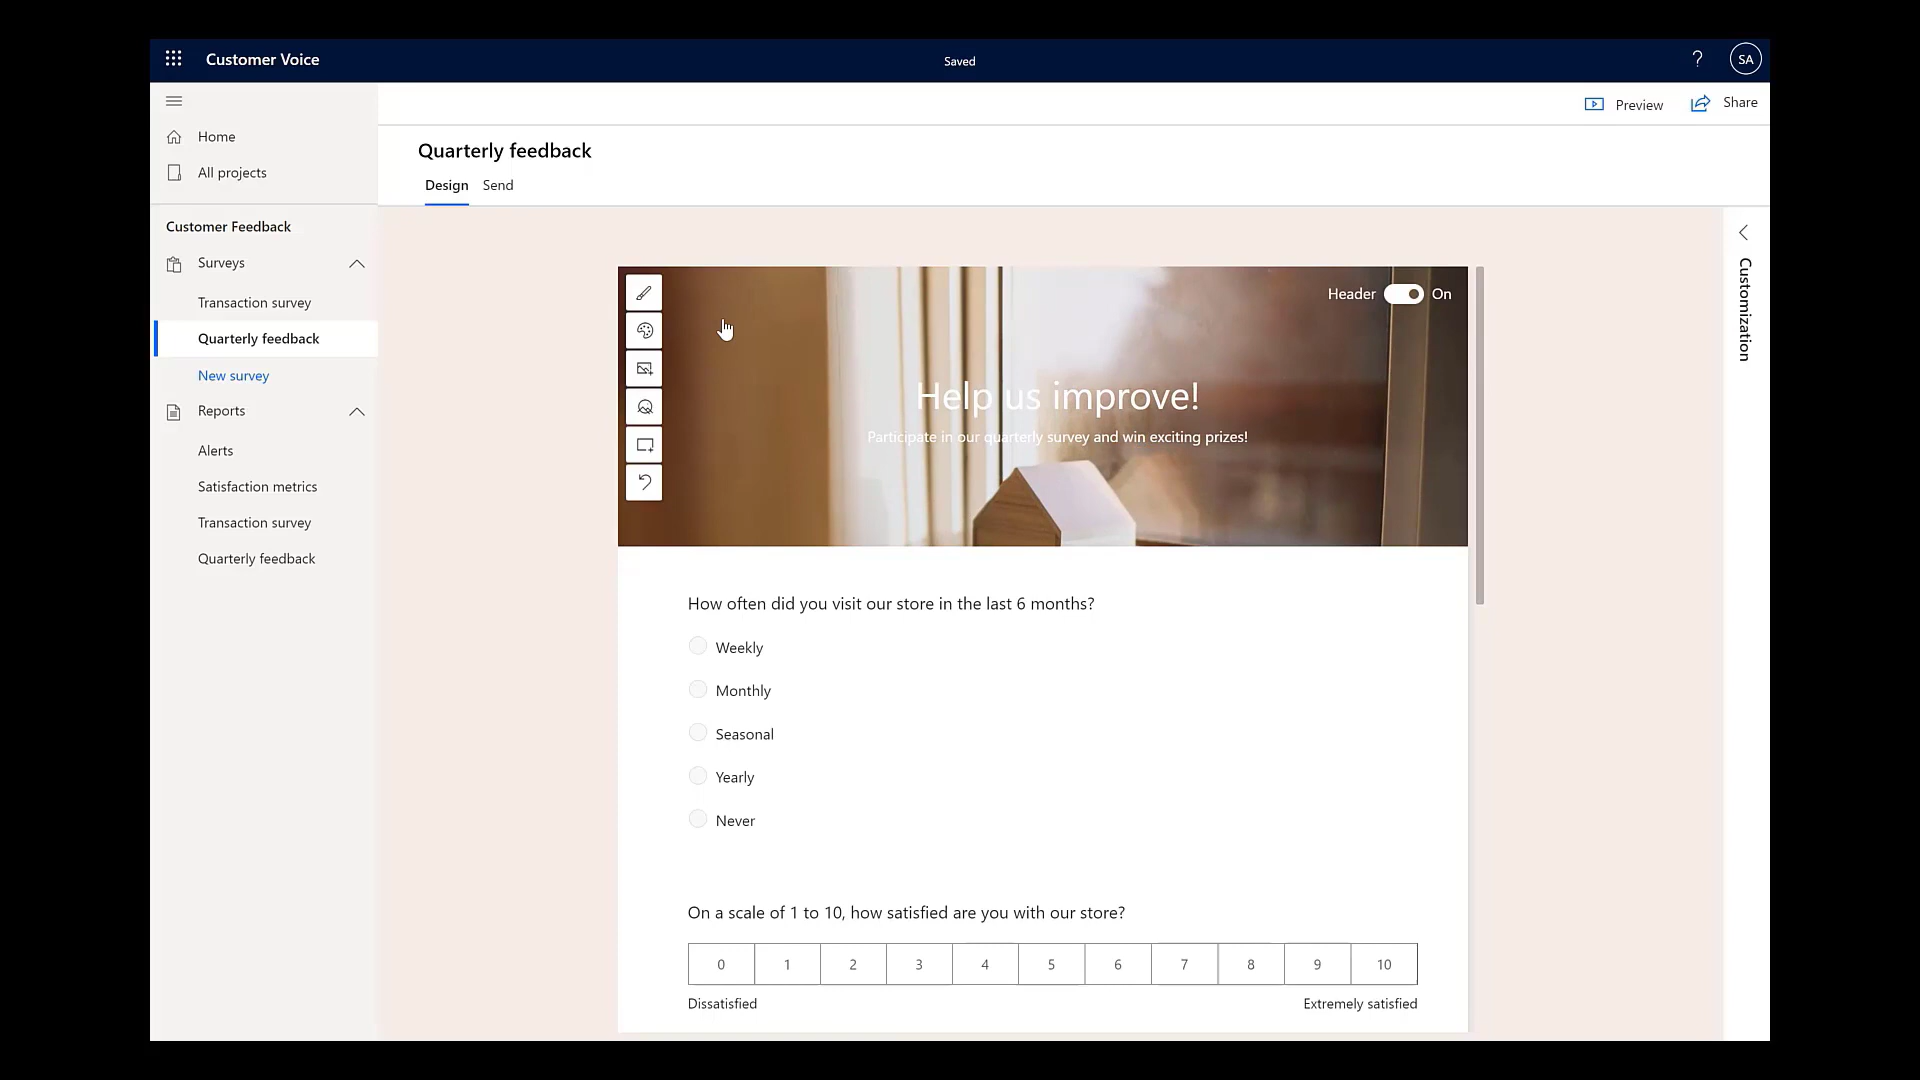 Customer Voice
Saved
?
SA
Preview
Share
Home
All projects
Quarterly feedback
Design Send
Customer Feedback
Surveys
Transaction survey
Quarterly feedback
New survey
Reports
Alerts
Satisfaction metrics
Transaction survey
Quarterly feedback
Header On
Help us improve!
Participate in our quarterly survey and win exciting prizes!
How often did you visit our store in the last 6 months?
Weekly
Monthly
Seasonal
Yearly
Never
On a scale of 1 to 10, how satisfied are you with our store?
0 1 2 3 4 5 6 7 8 9 10
Dissatisfied Extremely satisfied
Customization